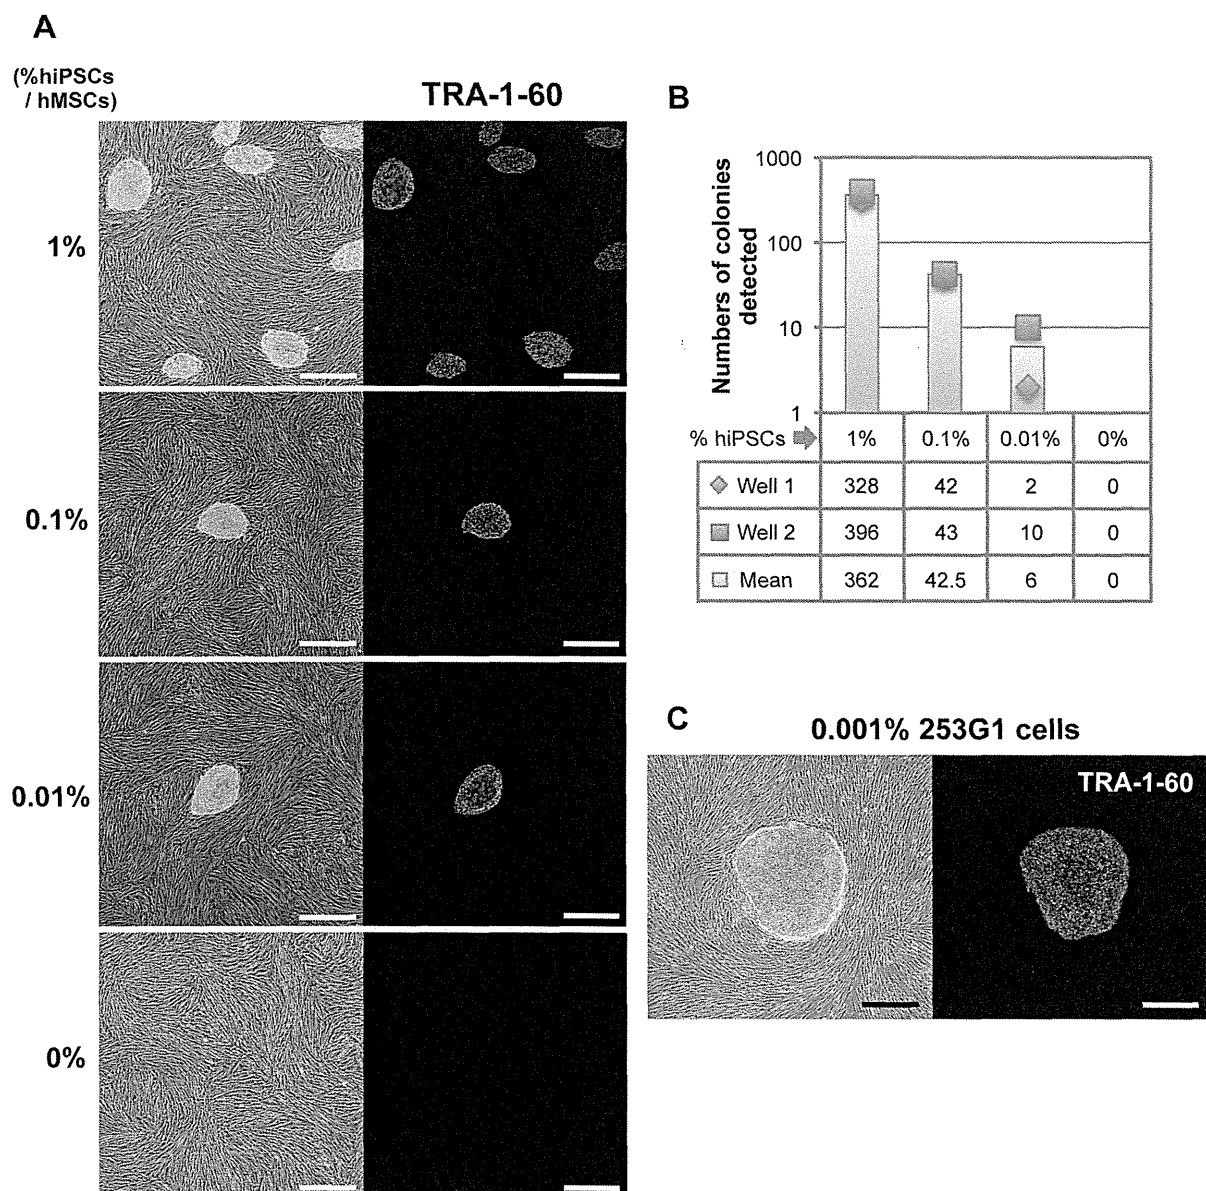 A
(%hiPSCs
/ hMSCs)
TRA-1-60
1%
0.1%
0.01%
0%
B
Numbers of colonies
detected
1000
100
10
1
% hiPSCs 1% 0.1% 0.01% 0%
Well 1 328 42 2 0
Well 2 396 43 10 0
Mean 362 42.5 6 0
C
0.001% 253G1 cells
TRA-1-60